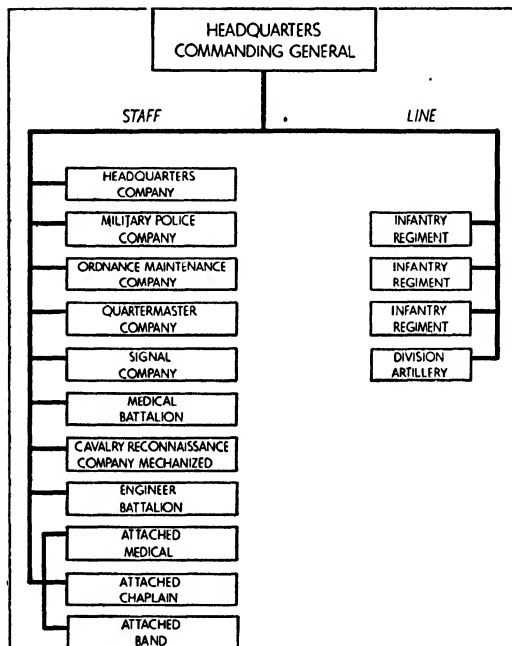 HEADQUARTERS
COMMANDING GENERAL
STAFF
LINE
HEADQUARTERS
COMPANY
MILITARY POLICE
COMPANY
ORDNANCE MAINTENANCE
COMPANY
QUARTERMASTER
COMPANY
SIGNAL
COMPANY
MEDICAL
BATTALION
CAVALRY RECONNAISSANCE
COMPANY MECHANIZED
ENGINEER
BATTALION
ATTACHED
MEDICAL
ATTACHED
CHAPLAIN
ATTACHED
BAND
INFANTRY
REGIMENT
INFANTRY
REGIMENT
INFANTRY
REGIMENT
DIVISION
ARTILLERY